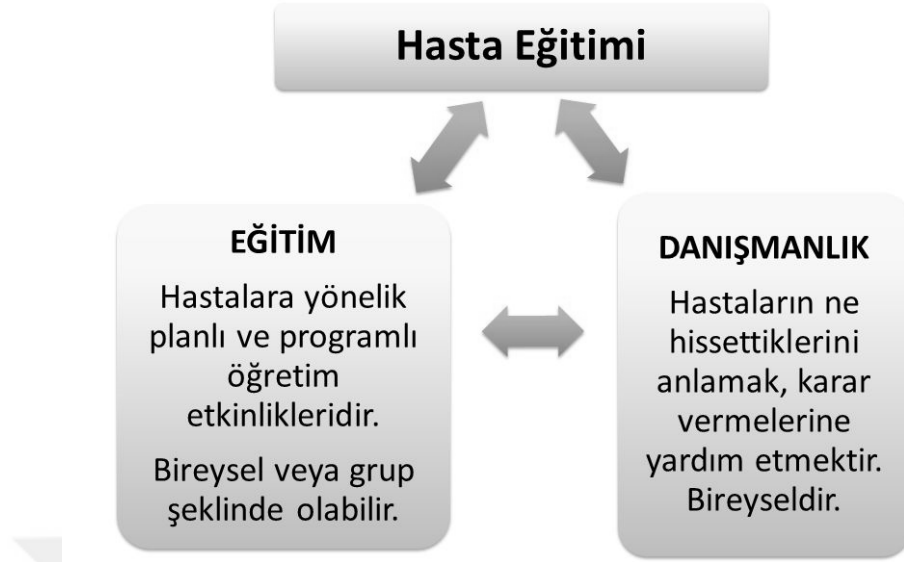 Hasta Eğitimi
EĞİTİM
Hastalara yönelik
planlı ve programlı
öğretim
etkinlikleridir.
Bireysel veya grup
şeklinde olabilir.
DANIŞMANLIK
Hastaların ne
hissettiklerini
anlamak, karar
vermelerine
yardım etmektir.
Bireyseldir.